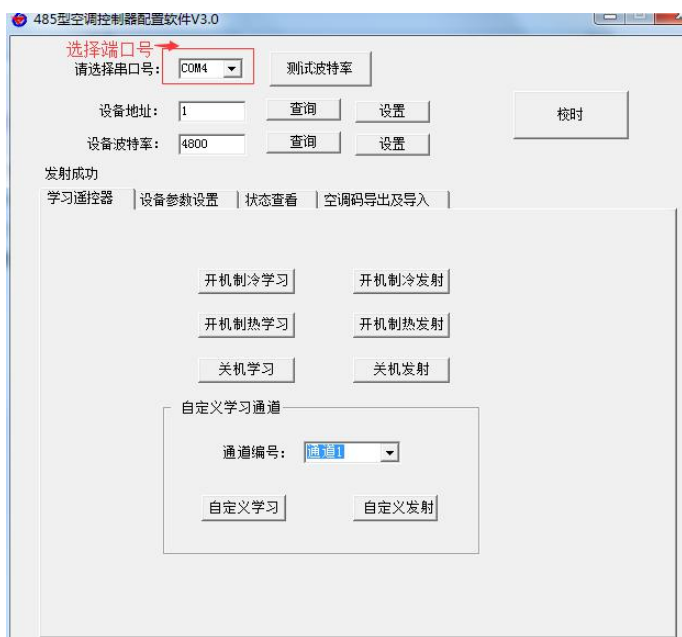 485型空调控制器配置软件V3.0
选择端口号
请选择串口号： COM4 测试波特率
设备地址： 1 查询 设置 校时
设备波特率： 4800 查询 设置
发射成功
学习遥控器 设备参数设置 状态查看 空调码导出及导入
开机制冷学习 开机制冷发射
开机制热学习 开机制热发射
关机学习 关机发射
自定义学习通道
通道编号： 通道1
自定义学习 自定义发射